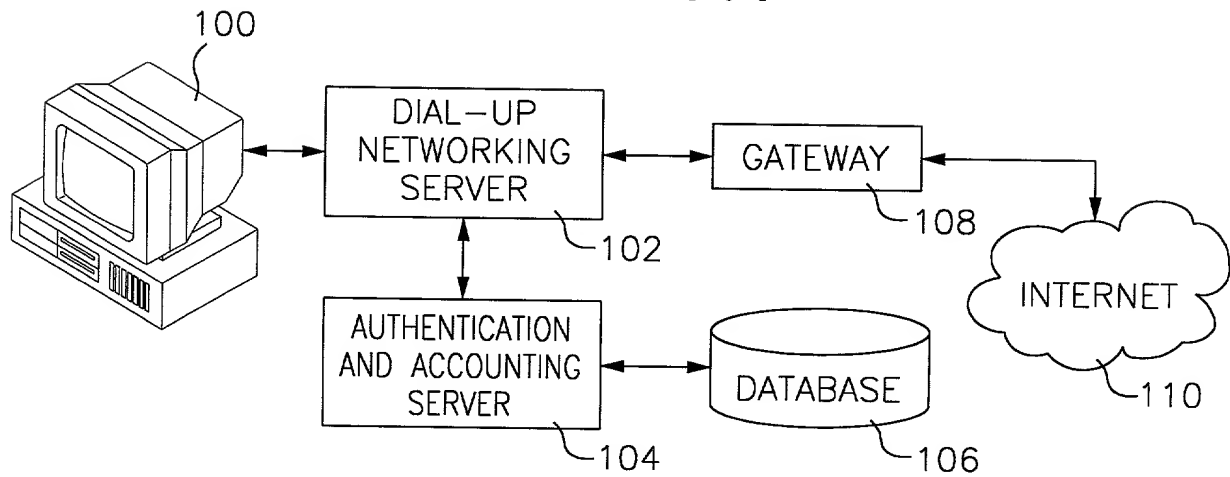 100
DIAL-UP
NETWORKING
SERVER
102
GATEWAY
108
INTERNET
110
AUTHENTICATION
AND ACCOUNTING
SERVER
104
DATABASE
106